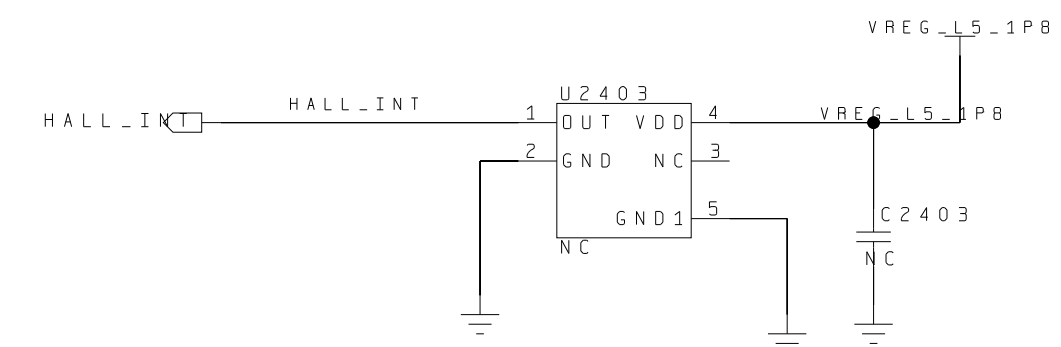 VREG_L5_1P8
U2403
HALL_INT
HALL_INT
1
OUT
VDD
4
VREG_L5_1P8
2
GND
NC
3
GND1
5
C2403
NC
NC